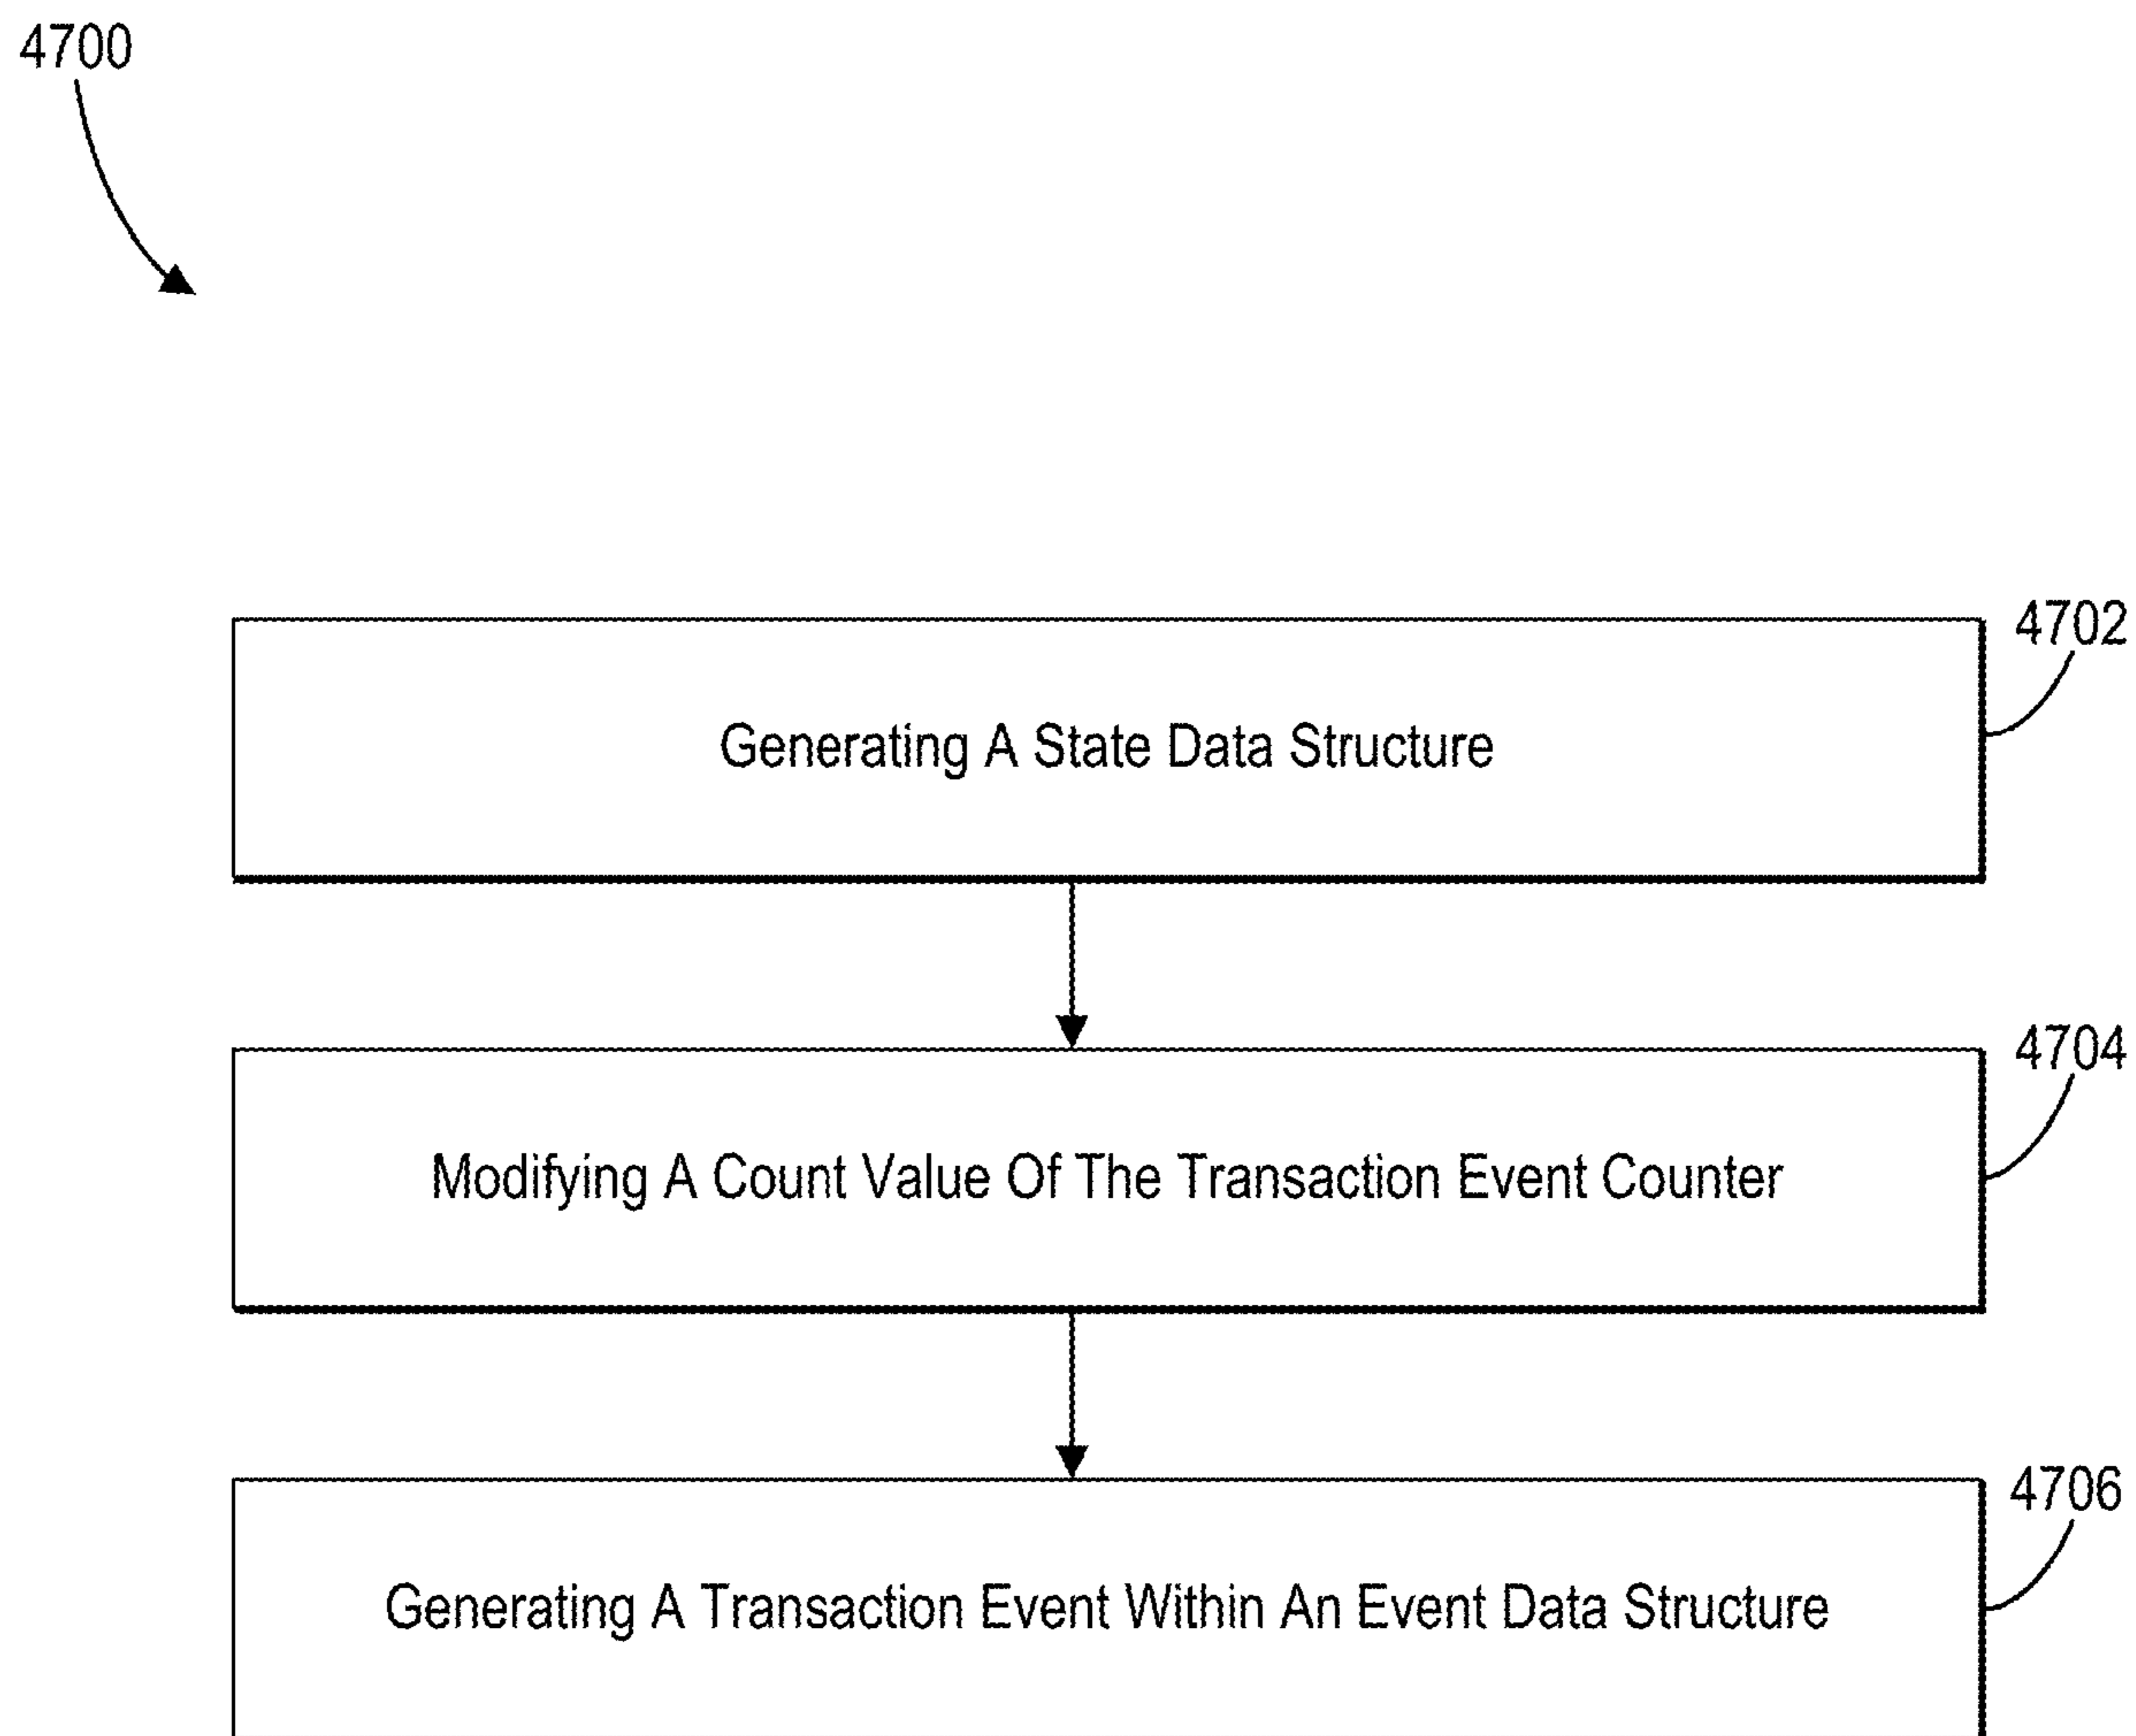 4700
4702
Generating A State Data Structure
4704
Modifying A Count Value Of The Transaction Event Counter
4706
Generating A Transaction Event Within An Event Data Structure